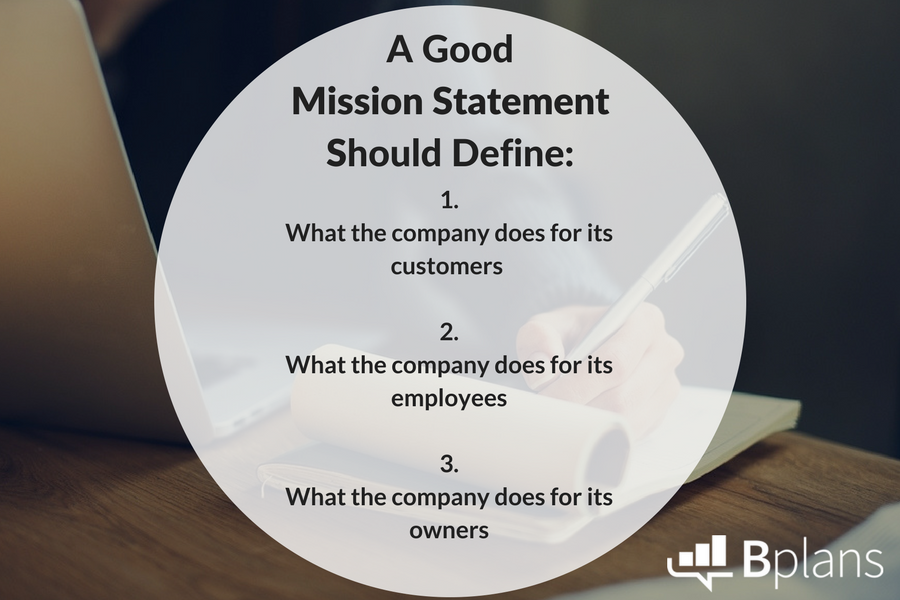 A Good
Mission Statement
Should Define:
1.
What the company does for its
customers
2.
What the company does for its
employees
3.
What the company does for its
owners
Bplans